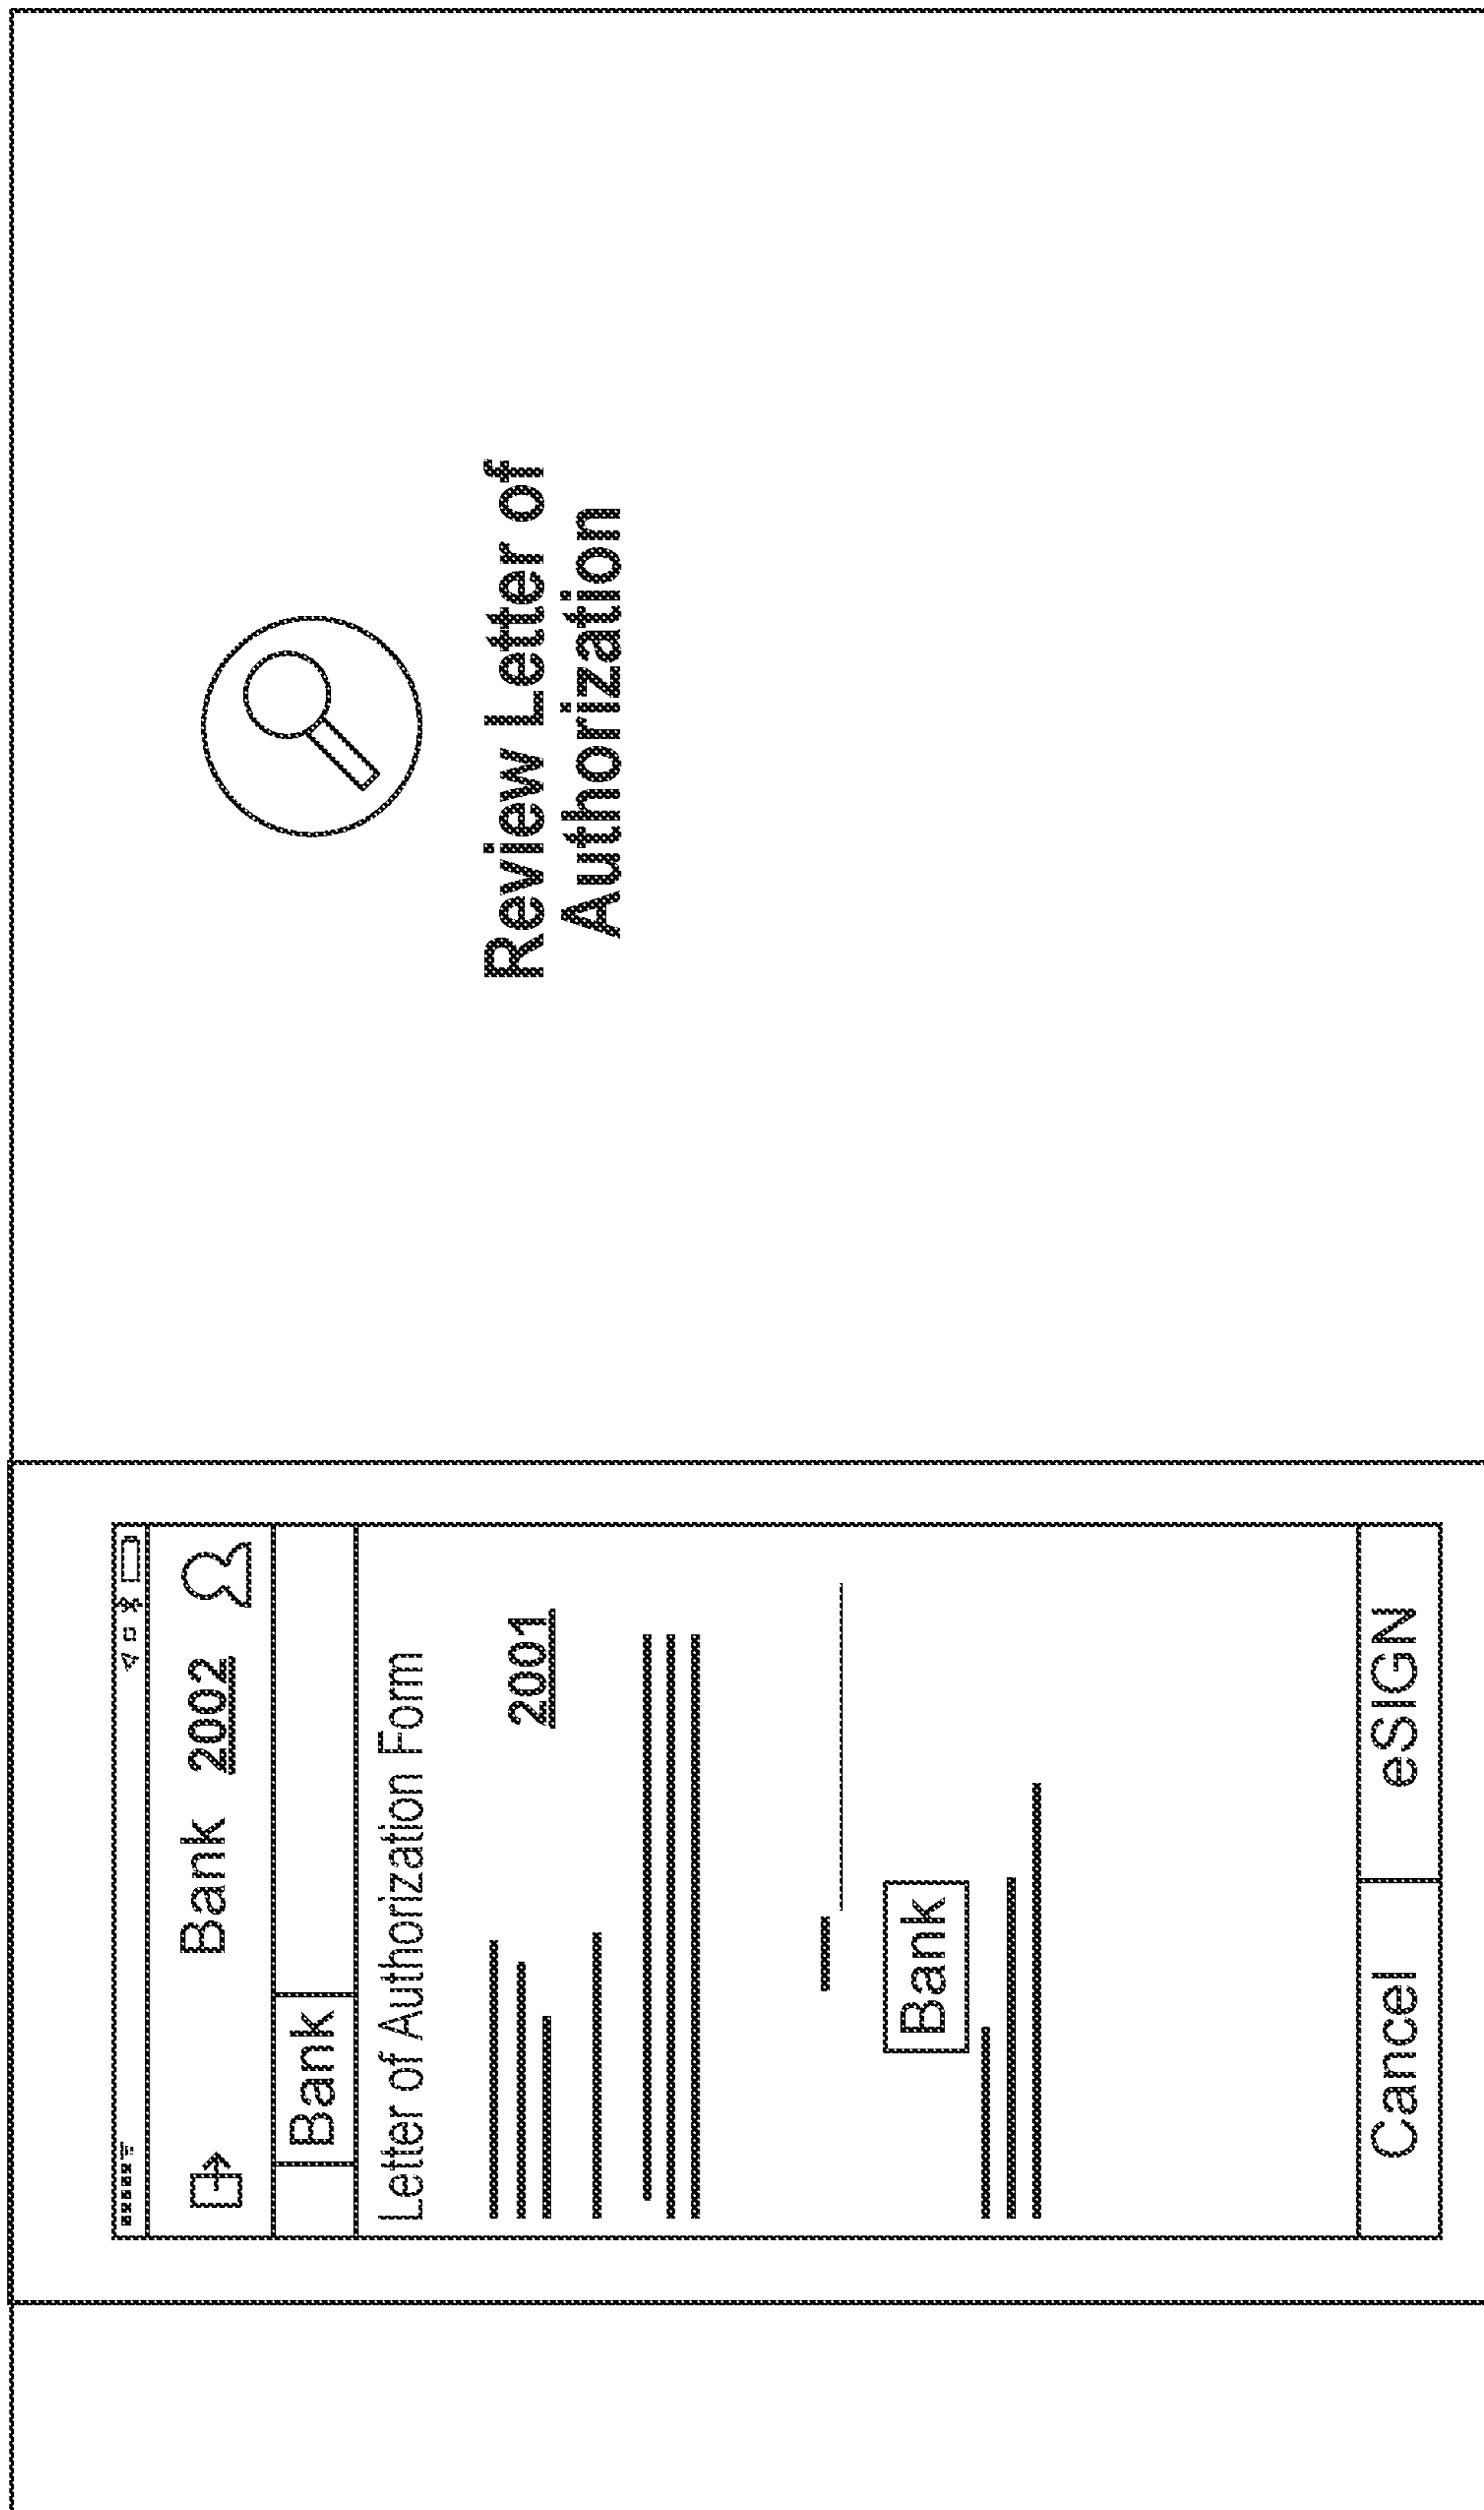 Bank 2002
Bank
Letter of Authorization Form
2001
Bank
Cancel eSIGN
Review Letter of
Authorization